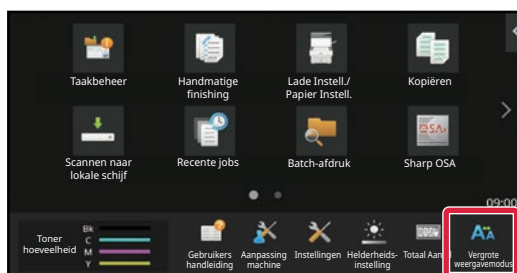 Taakbeheer
Handmatige
finishing
Lade Instell./
Papier Instell.
Kopiëren
Scannen naar
lokale schijf
Recente jobs
Batch-afdruk
OSA
Sharp OSA
09:00
Toner
hoeveelheid
Bk
C
M
Y
Gebruikers
handleiding
Aanpassing
machine
Instellingen
Helderheids-
instelling
Totaal
Vergrote
weergavemodus